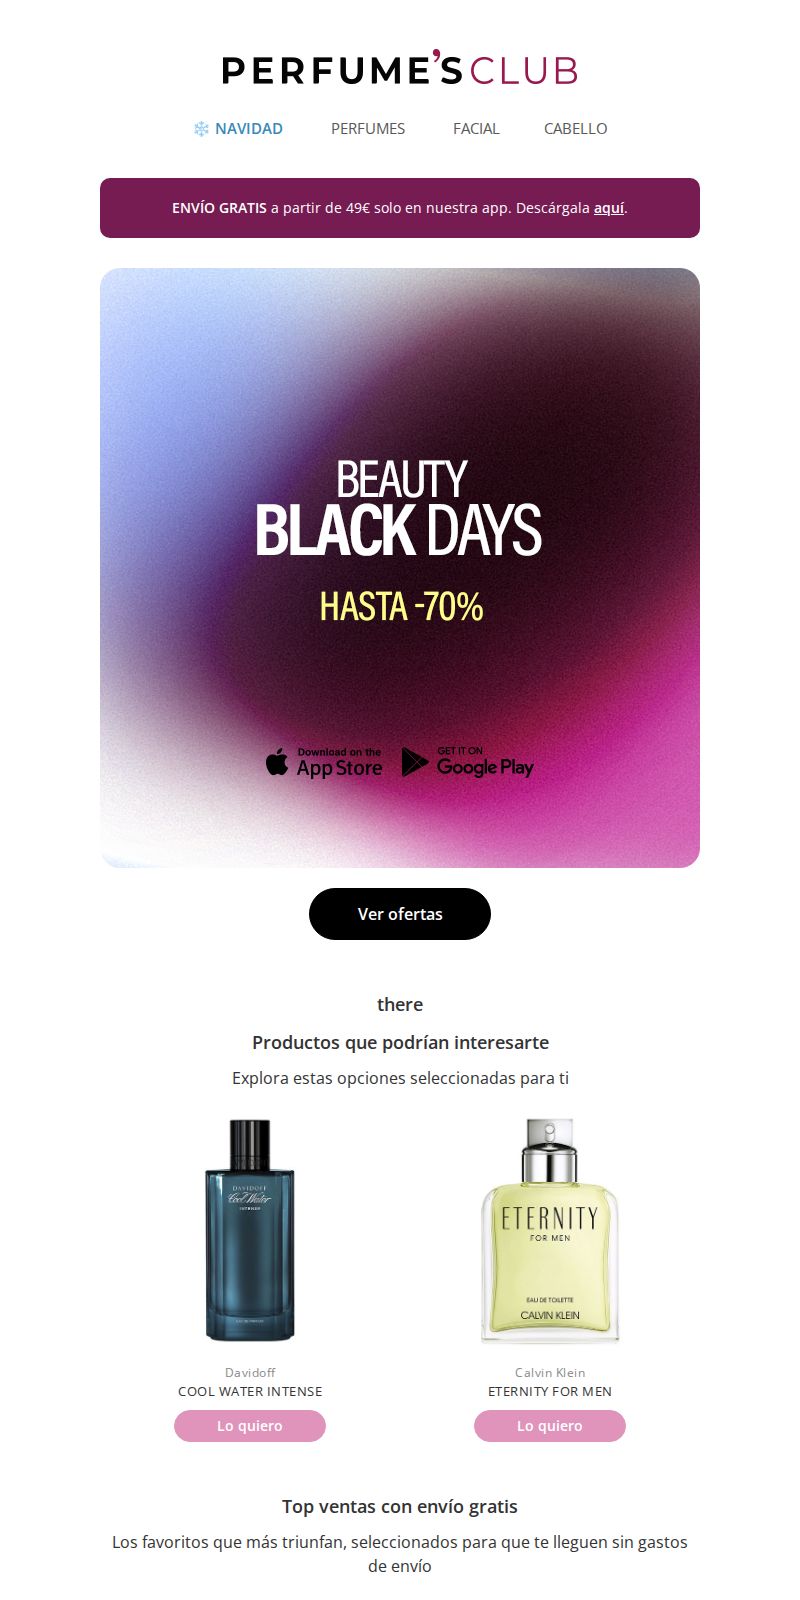 PERFUME'S CLUB
NAVIDAD PERFUMES FACIAL CABELLO
ENVÍO GRATIS a partir de 49€ solo en nuestra app. Descárgala aquí.
BEAUTY
BLACK DAYS
HASTA -70%
Download on the GET IT ON
App Store Google Play
Ver ofertas
there
Productos que podrían interesarte
Explora estas opciones seleccionadas para ti
DAVIDOFF
Cool Water
INTENSE
ETERNITY
FOR MEN
EAU DE TOILETTE
CALVIN KLEIN
Davidoff Calvin Klein
COOL WATER INTENSE ETERNITY FOR MEN
Lo quiero Lo quiero
Top ventas con envío gratis
Los favoritos que más triunfan, seleccionados para que te lleguen sin gastos
de envío